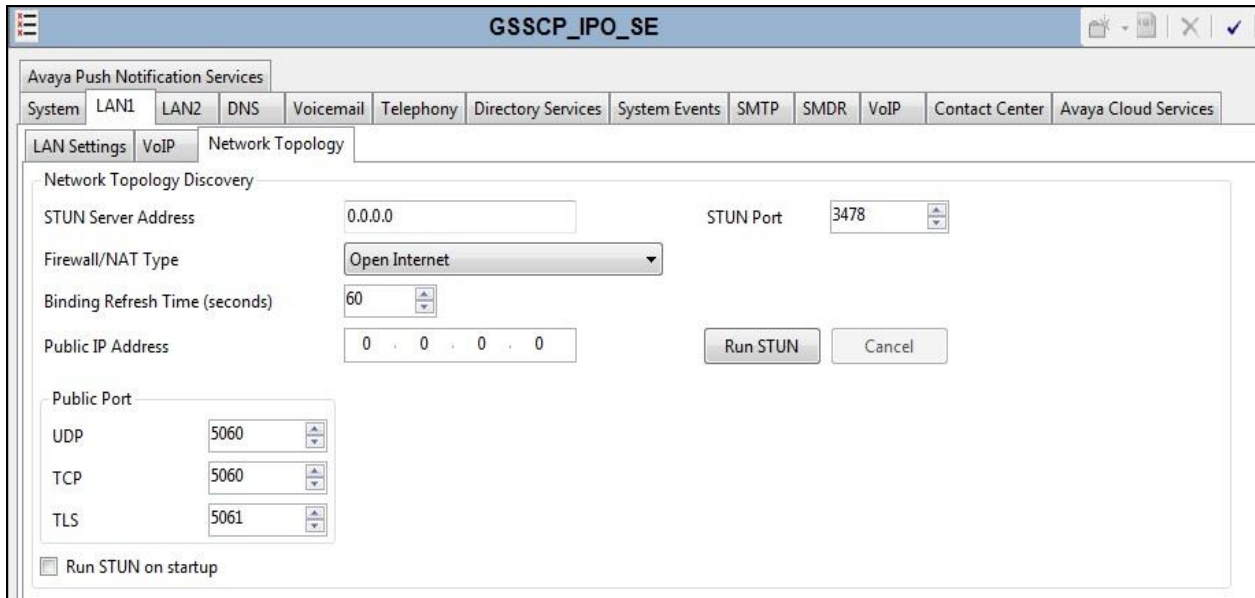 GSSCP_IPO_SE
Avaya Push Notification Services
System LAN1 LAN2 DNS Voicemail Telephony Directory Services System Events SMTP SMDR VoIP Contact Center Avaya Cloud Services
LAN Settings VoIP Network Topology
Network Topology Discovery
STUN Server Address 0.0.0.0 STUN Port 3478
Firewall/NAT Type Open Internet
Binding Refresh Time (seconds) 60
Public IP Address 0 . 0 . 0 . 0 Run STUN Cancel
Public Port
UDP 5060
TCP 5060
TLS 5061
Run STUN on startup